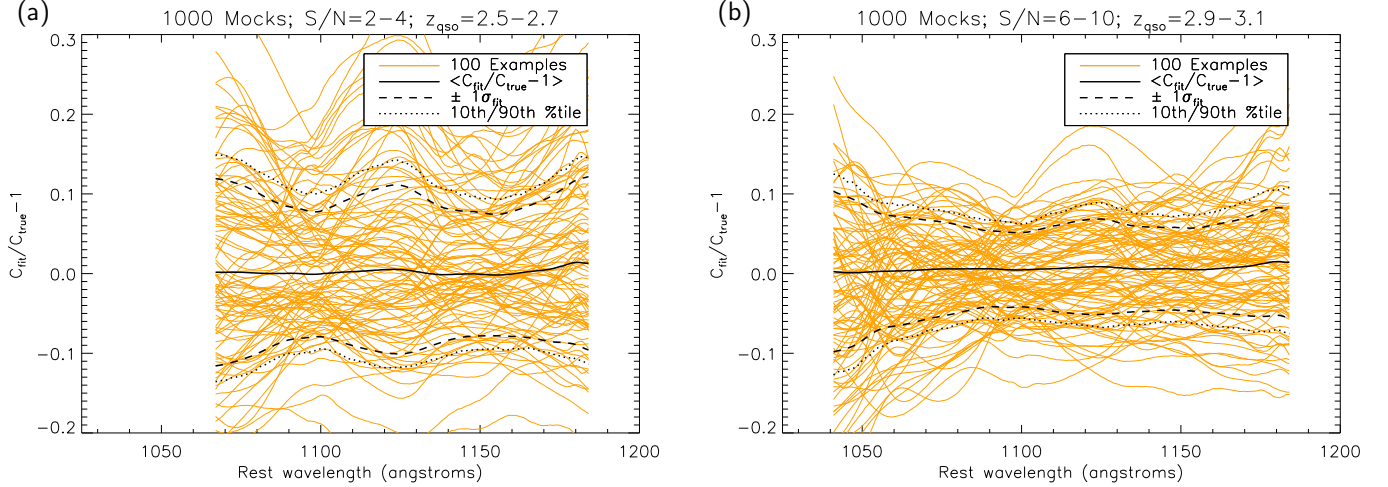 (a)
1000 Mocks; S/N=2−4; z_qso=2.5−2.7
0.3
0.2
0.1
0.0
−0.1
−0.2
C_fit/C_true−1
100 Examples
<C_fit/C_true−1>
± 1σ_fit
10th/90th %tile
1050
1100
1150
1200
Rest wavelength (angstroms)
(b)
1000 Mocks; S/N=6−10; z_qso=2.9−3.1
0.3
0.2
0.1
0.0
−0.1
−0.2
C_fit/C_true−1
100 Examples
<C_fit/C_true−1>
± 1σ_fit
10th/90th %tile
1050
1100
1150
1200
Rest wavelength (angstroms)